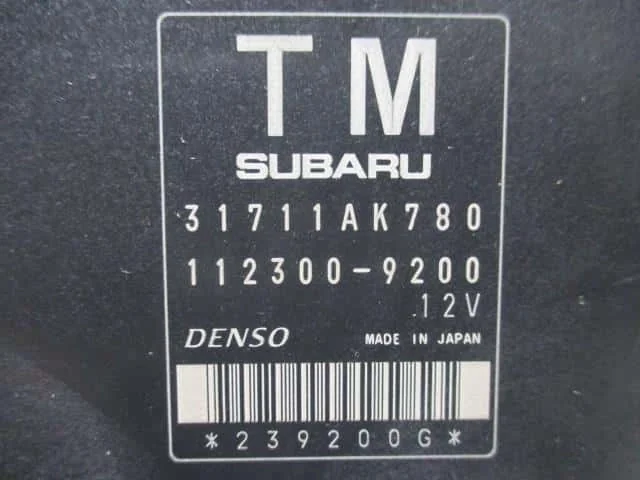 TM
SUBARU
31711AK780
112300-9200
12V
DENSO MADE IN JAPAN
*239200G*